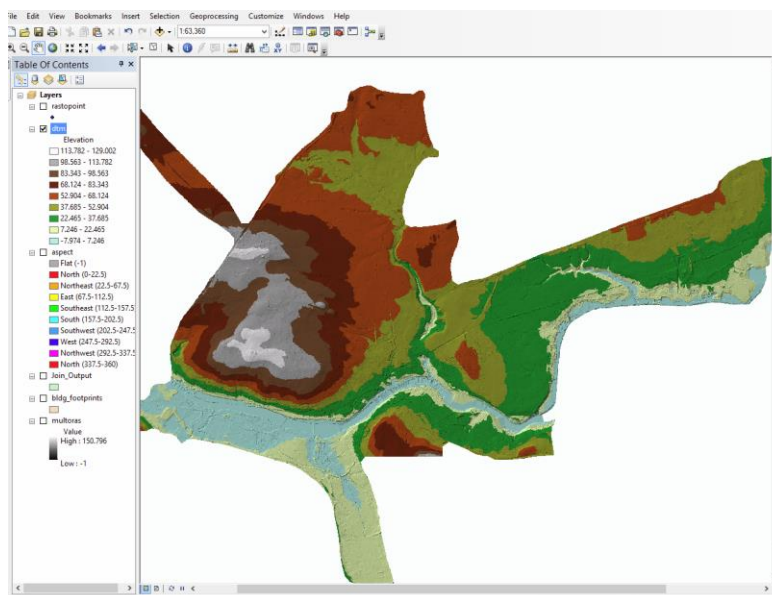 File Edit View Bookmarks Insert Selection Geoprocessing Customize Windows Help
1:63,360
Table Of Contents
Layers
rastopoint
dtm
Elevation
113.782 - 129.002
98.563 - 113.782
83.343 - 98.563
68.124 - 83.343
52.904 - 68.124
37.685 - 52.904
22.465 - 37.685
7.246 - 22.465
-7.974 - 7.246
aspect
Flat (-1)
North (0-22.5)
Northeast (22.5-67.5)
East (67.5-112.5)
Southeast (112.5-157.5
South (157.5-202.5)
Southwest (202.5-247.5
West (247.5-292.5)
Northwest (292.5-337.5
North (337.5-360)
Join_Output
bldg_footprints
multoras
Value
High : 150.796
Low : -1